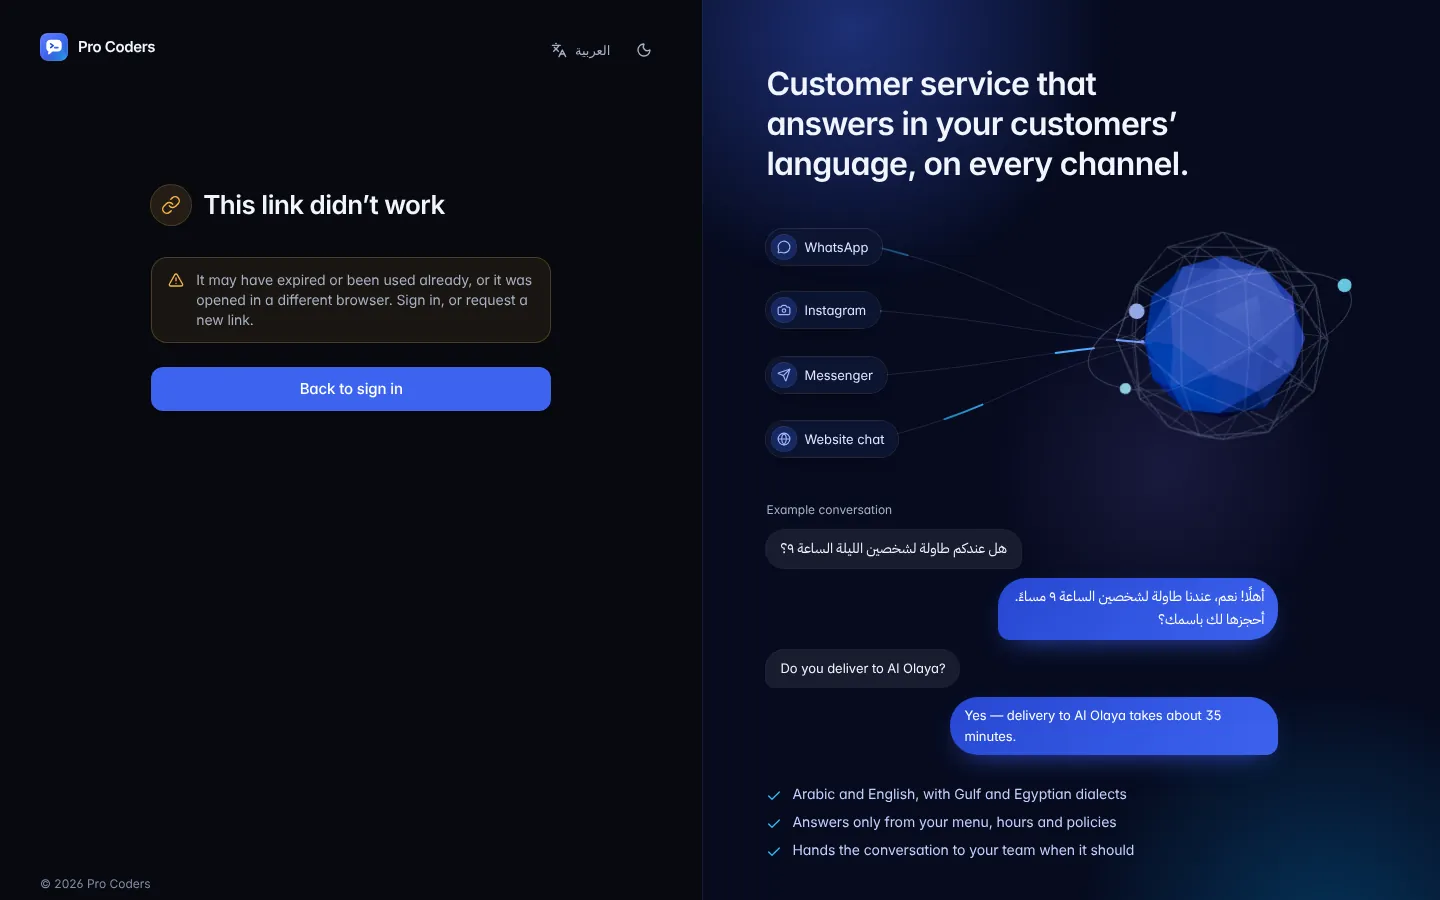 Pro Coders
العربية
This link didn’t work
It may have expired or been used already, or it was
opened in a different browser. Sign in, or request a
new link.
Back to sign in
© 2026 Pro Coders
Customer service that
answers in your customers’
language, on every channel.
WhatsApp
Instagram
Messenger
Website chat
Example conversation
هل عندكم طاولة لشخصين الليلة الساعة ٩؟
أهلًا! نعم، عندنا طاولة لشخصين الساعة ٩ مساءً.
أحجزها لك باسمك؟
Do you deliver to Al Olaya?
Yes — delivery to Al Olaya takes about 35
minutes.
Arabic and English, with Gulf and Egyptian dialects
Answers only from your menu, hours and policies
Hands the conversation to your team when it should